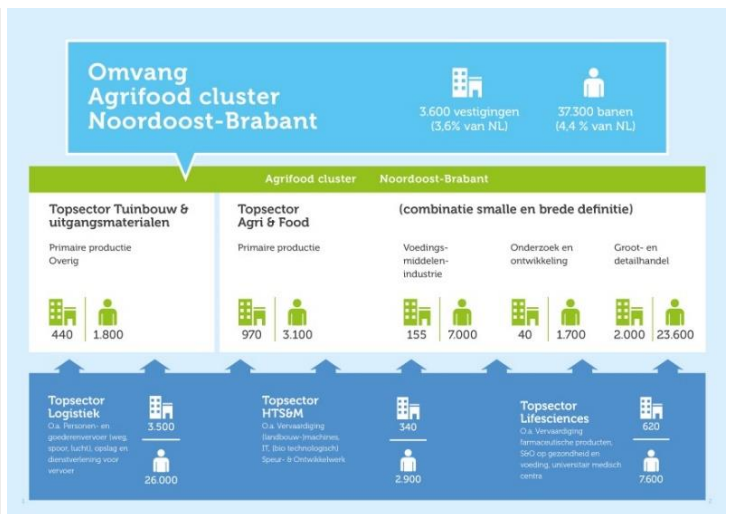 Omvang
Agrifood cluster
Noordoost-Brabant
3.600 vestigingen
(3,6% van NL)
37.300 banen
(4,4 % van NL)
Agrifood cluster Noordoost-Brabant
Topsector Tuinbouw &
uitgangsmaterialen
Primaire productie
Overig
440
1.800
Topsector
Agri & Food
Primaire productie
970
3.100
(combinatie smalle en brede definitie)
Voedings-
middelen-
industrie
155
7.000
Onderzoek en
ontwikkeling
40
1.700
Groot- en
detailhandel
2.000
23.600
Topsector
Logistiek
O.a. Personen- en
goederenvervoer (weg,
spoor, lucht), opslag en
dienstverlening voor
vervoer
3.500
26.000
Topsector
HTS&M
O.a. Vervaardiging
(landbouw-)machines,
IT, (bio technologisch)
Speur- & Ontwikkelwerk
340
2.900
Topsector
Lifesciences
O.a. Vervaardiging
farmaceutische producten,
S&O op gezondheid en
voeding, universitair medisch
centra
620
7.600